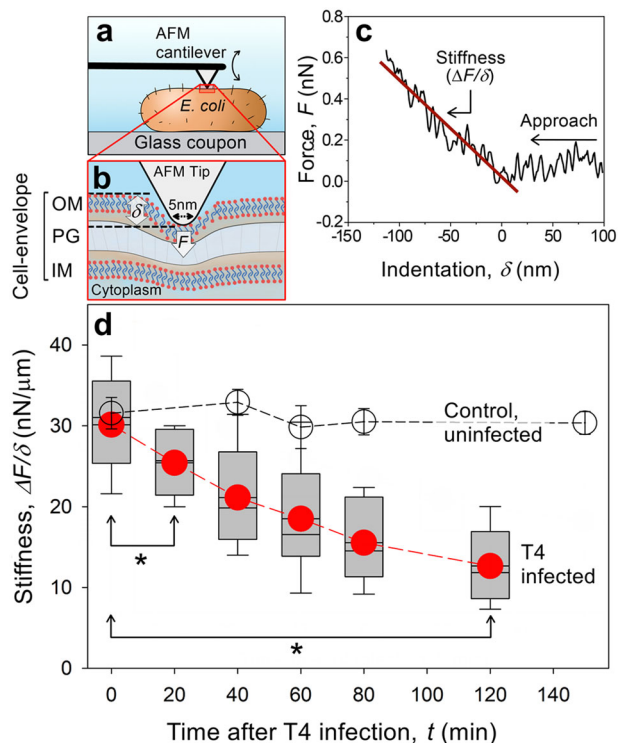 a
AFM
cantilever
E. coli
Glass coupon
b
AFM Tip
5nm
δ
F
OM
PG
IM
Cell-envelope
Cytoplasm
c
Stiffness
(ΔF/δ)
Approach
Force, F (nN)
0.8
0.6
0.4
0.2
0.0
-0.2
-150 -100 -50 0 50 100
Indentation, δ (nm)
d
Control,
uninfected
T4
infected
*
*
Stiffness, ΔF/δ (nN/μm)
40
30
20
10
0
0 20 40 60 80 100 120 140
Time after T4 infection, t (min)